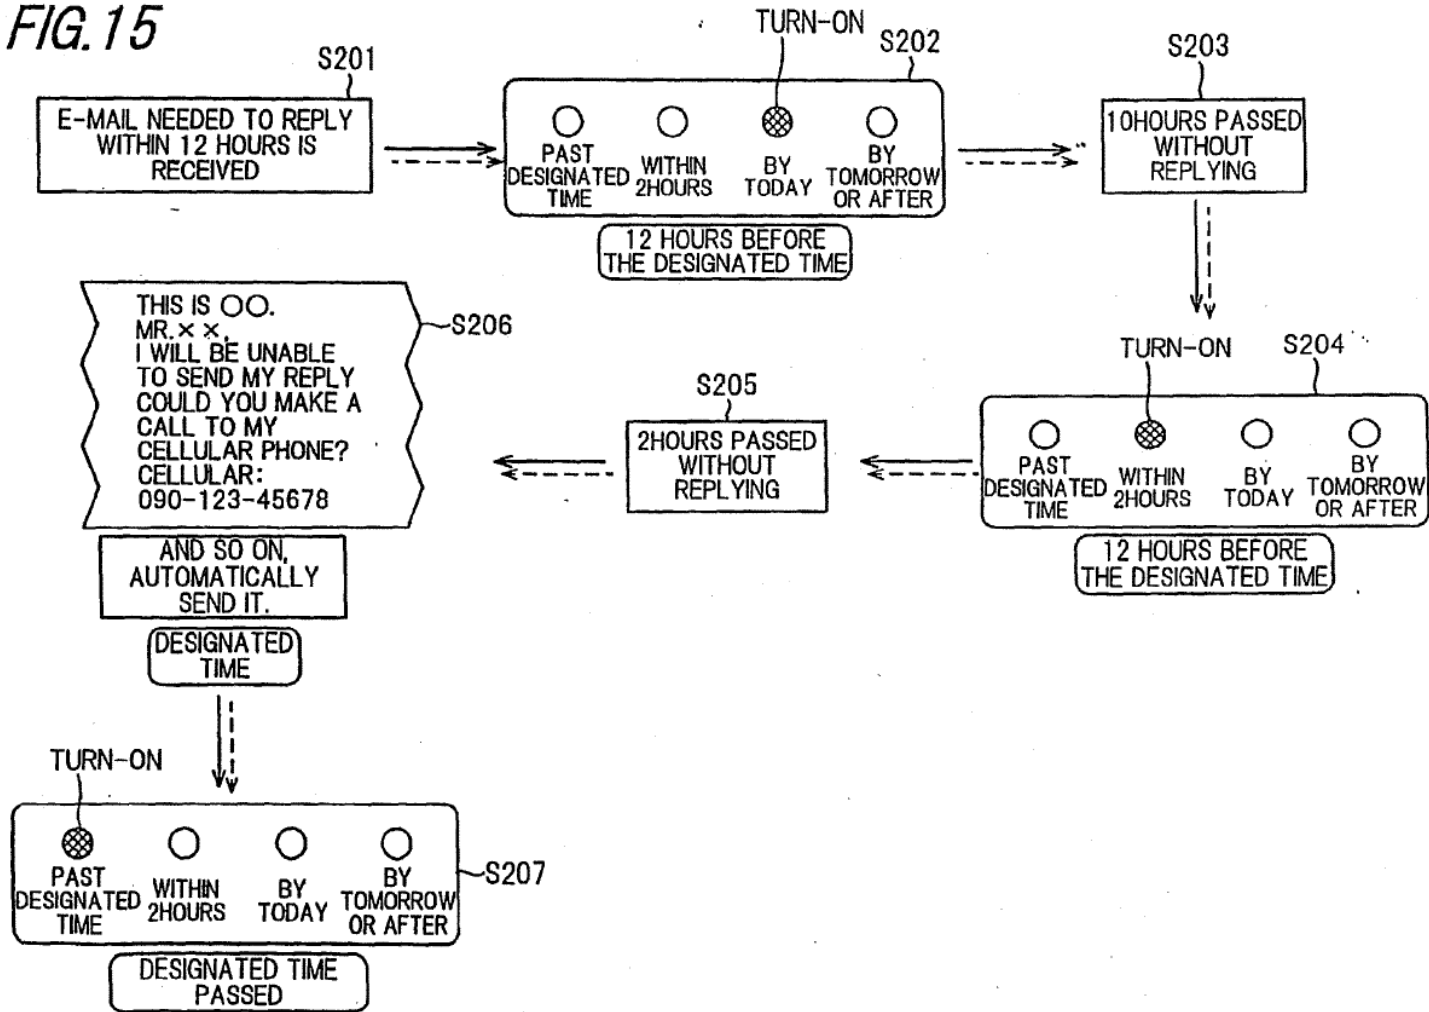 FIG.15
S201
E-MAIL NEEDED TO REPLY
WITHIN 12 HOURS IS
RECEIVED
TURN-ON
S202
PAST
DESIGNATED
TIME
WITHIN
2HOURS
BY
TODAY
BY
TOMORROW
OR AFTER
12 HOURS BEFORE
THE DESIGNATED TIME
S203
10HOURS PASSED
WITHOUT
REPLYING
TURN-ON
S204
PAST
DESIGNATED
TIME
WITHIN
2HOURS
BY
TODAY
BY
TOMORROW
OR AFTER
12 HOURS BEFORE
THE DESIGNATED TIME
S205
2HOURS PASSED
WITHOUT
REPLYING
S206
THIS IS ○○.
MR.××,
I WILL BE UNABLE
TO SEND MY REPLY
COULD YOU MAKE A
CALL TO MY
CELLULAR PHONE?
CELLULAR:
090-123-45678
AND SO ON,
AUTOMATICALLY
SEND IT.
DESIGNATED
TIME
TURN-ON
S207
PAST
DESIGNATED
TIME
WITHIN
2HOURS
BY
TODAY
BY
TOMORROW
OR AFTER
DESIGNATED TIME
PASSED